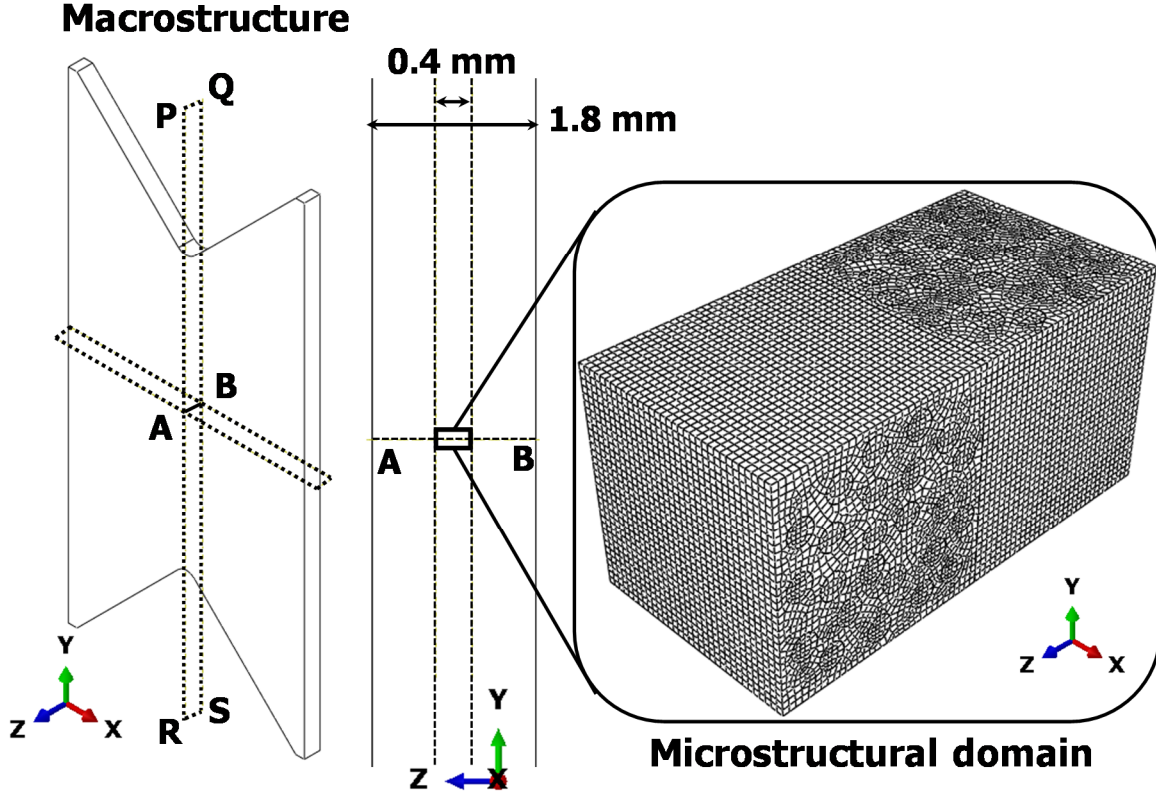 Macrostructure
P
Q
A
B
R
S
Y
Z
X
0.4 mm
1.8 mm
A
B
Y
Z
X
Y
Z
X
Microstructural domain